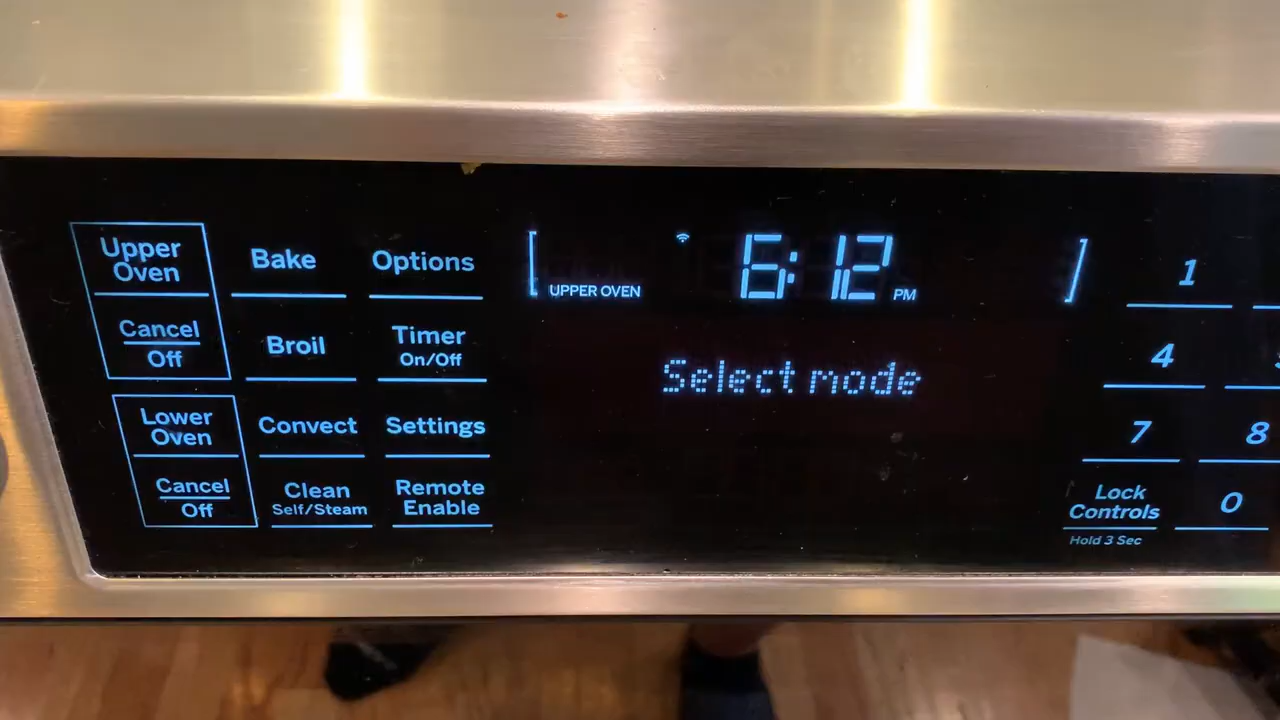 Upper
Oven
Cancel
Off
Lower
Oven
Cancel
Off
Bake
Broil
Convect
Clean
Self/Steam
Options
Timer
On/Off
Settings
Remote
Enable
UPPER OVEN
6:12 PM
Select mode
1
4
7
8
Lock
Controls
0
Hold 3 Sec